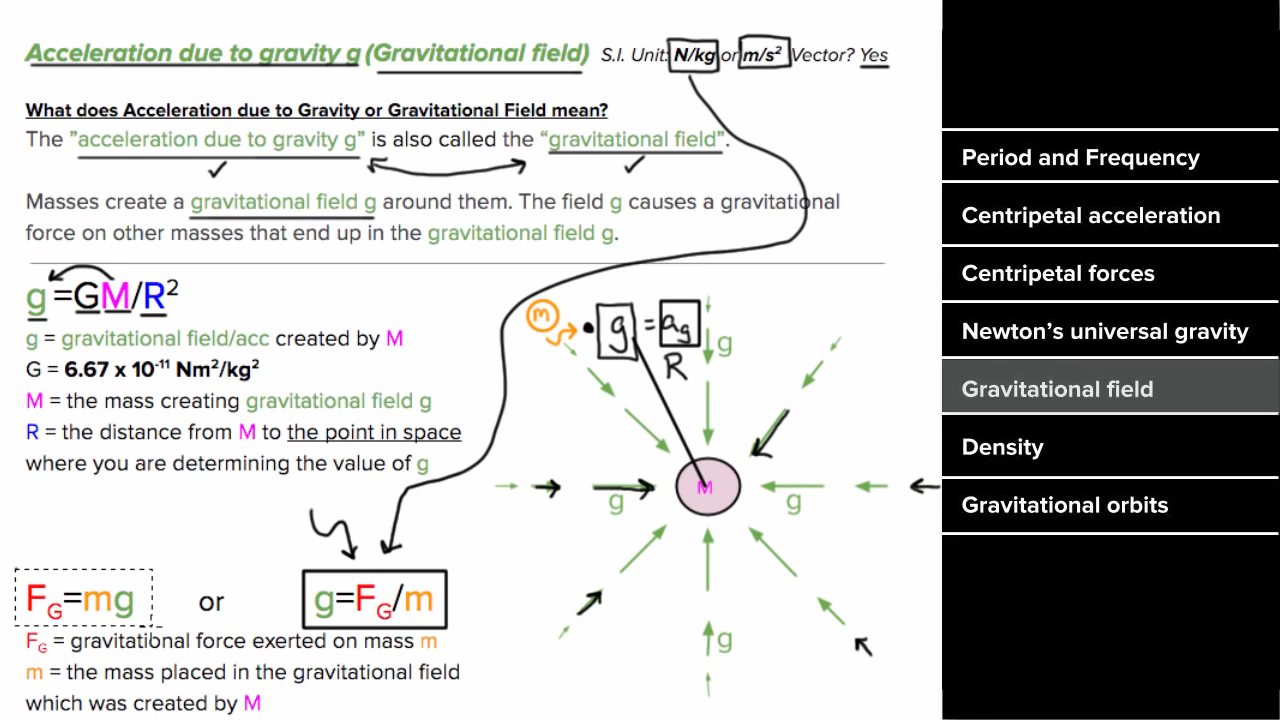 Acceleration due to gravity g (Gravitational field) S.I. Unit: N/kg or m/s² Vector? Yes
What does Acceleration due to Gravity or Gravitational Field mean?
The ”acceleration due to gravity g” is also called the “gravitational field”.
Masses create a gravitational field g around them. The field g causes a gravitational
force on other masses that end up in the gravitational field g.
g =GM/R²
g = gravitational field/acc created by M
G = 6.67 x 10⁻¹¹ Nm²/kg²
M = the mass creating gravitational field g
R = the distance from M to the point in space
where you are determining the value of g
F_G=mg or g=F_G/m
F_G = gravitational force exerted on mass m
m = the mass placed in the gravitational field
which was created by M
m
g = a_g
R
g
M
g
g
g
Period and Frequency
Centripetal acceleration
Centripetal forces
Newton’s universal gravity
Gravitational field
Density
Gravitational orbits